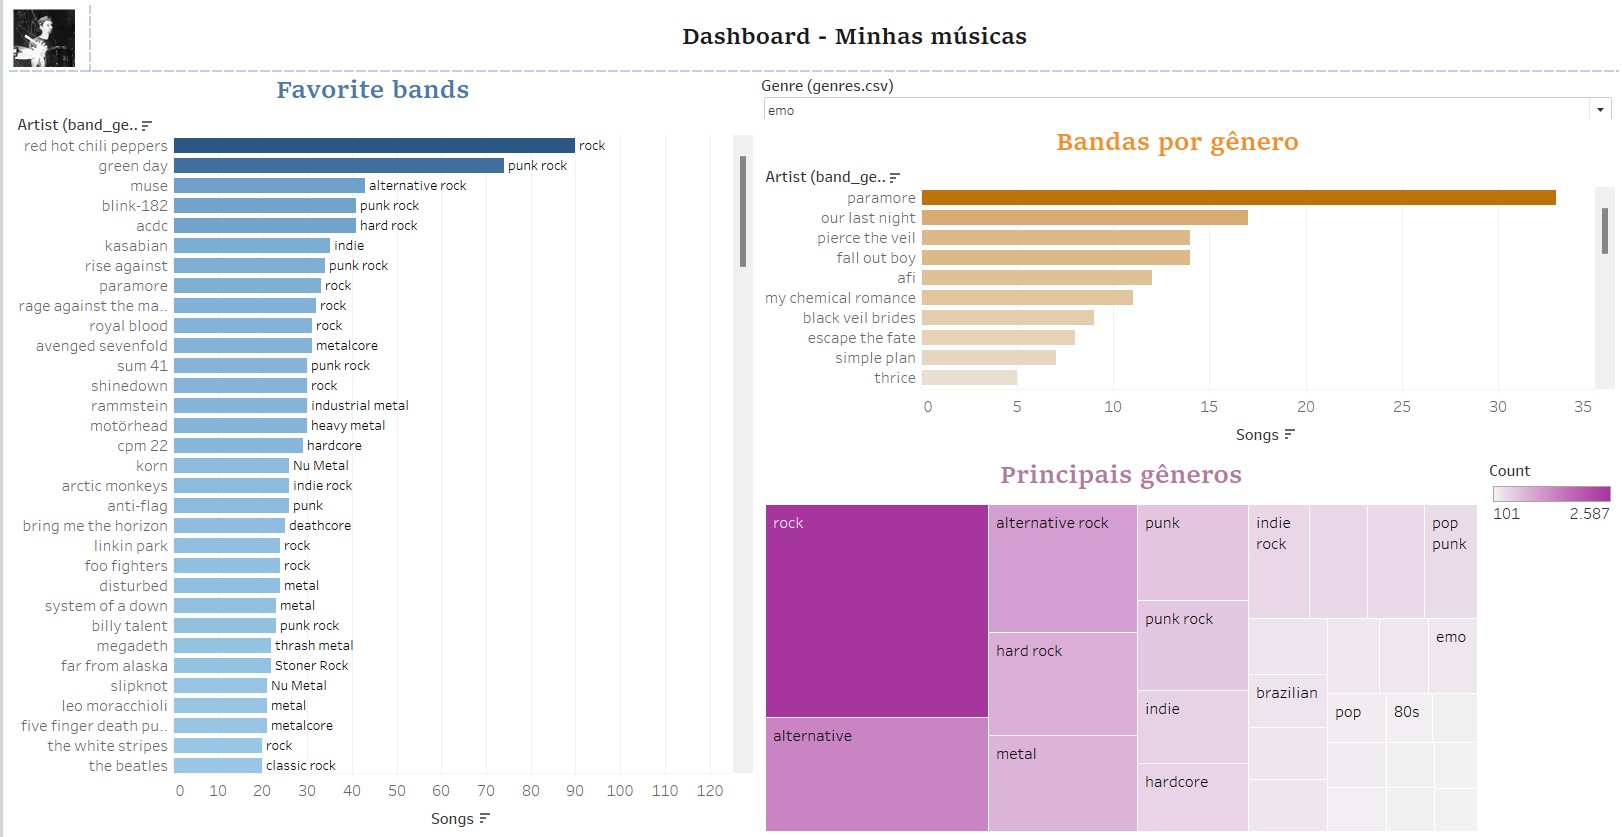 Dashboard - Minhas músicas
Favorite bands
Artist (band_ge..
red hot chili peppers rock
green day punk rock
muse alternative rock
blink-182 punk rock
acdc hard rock
kasabian indie
rise against punk rock
paramore rock
rage against the ma.. rock
royal blood rock
avenged sevenfold metalcore
sum 41 punk rock
shinedown rock
rammstein industrial metal
motörhead heavy metal
cpm 22 hardcore
korn Nu Metal
arctic monkeys indie rock
anti-flag punk
bring me the horizon deathcore
linkin park rock
foo fighters rock
disturbed metal
system of a down metal
billy talent punk rock
megadeth thrash metal
far from alaska Stoner Rock
slipknot Nu Metal
leo moracchioli metal
five finger death pu.. metalcore
the white stripes rock
the beatles classic rock
0 10 20 30 40 50 60 70 80 90 100 110 120
Songs
Genre (genres.csv)
emo
Bandas por gênero
Artist (band_ge..
paramore
our last night
pierce the veil
fall out boy
afi
my chemical romance
black veil brides
escape the fate
simple plan
thrice
0 5 10 15 20 25 30 35
Songs
Principais gêneros
rock
alternative
alternative rock
hard rock
metal
punk
punk rock
indie
hardcore
indie
rock
pop
punk
emo
brazilian
pop
80s
Count
101 2.587